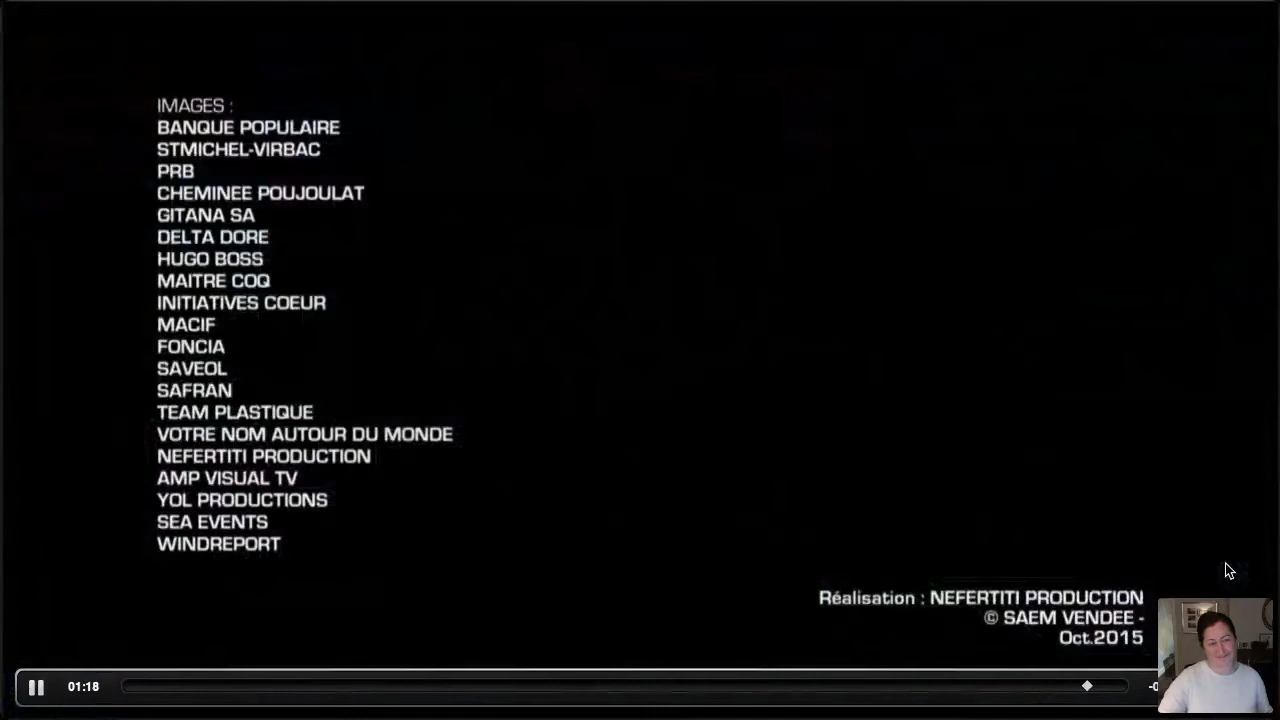 IMAGES :
BANQUE POPULAIRE
STMICHEL-VIRBAC
PRB
CHEMINEE POUJOULAT
GITANA SA
DELTA DORE
HUGO BOSS
MAITRE COQ
INITIATIVES COEUR
MACIF
FONCIA
SAVEOL
SAFRAN
TEAM PLASTIQUE
VOTRE NOM AUTOUR DU MONDE
NEFERTITI PRODUCTION
AMP VISUAL TV
YOL PRODUCTIONS
SEA EVENTS
WINDREPORT
Réalisation : NEFERTITI PRODUCTION
© SAEM VENDEE -
Oct.2015
01:18